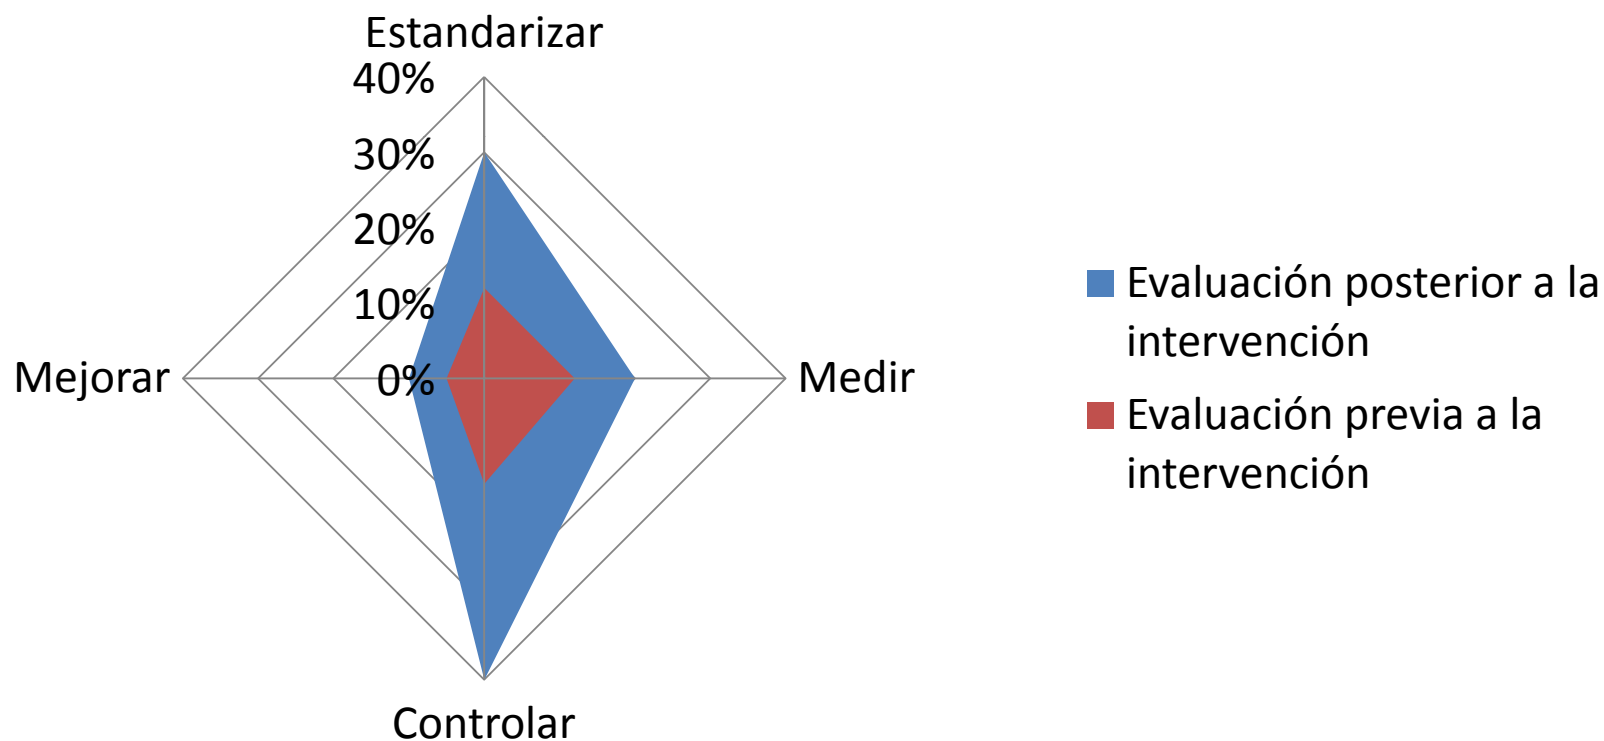 Estandarizar
40%
30%
20%
10%
0%
Mejorar
Medir
Controlar
Evaluación posterior a la
intervención
Evaluación previa a la
intervención